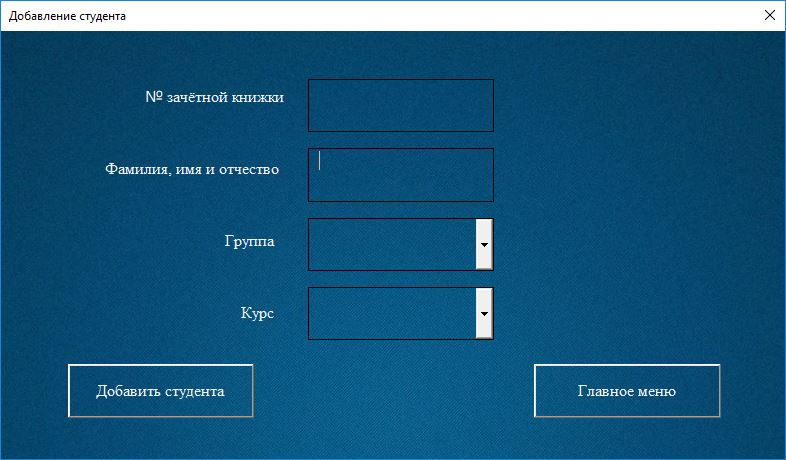 Добавление студента
№ зачётной книжки
Фамилия, имя и отчество
Группа
Курс
Добавить студента
Главное меню